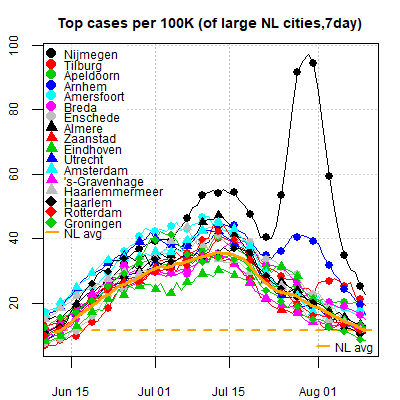 Top cases per 100K (of large NL cities,7day)
100
80
60
40
20
Nijmegen
Tilburg
Apeldoorn
Arnhem
Amersfoort
Breda
Enschede
Almere
Zaanstad
Eindhoven
Utrecht
Amsterdam
's-Gravenhage
Haarlemmermeer
Haarlem
Rotterdam
Groningen
NL avg
NL avg
Jun 15
Jul 01
Jul 15
Aug 01